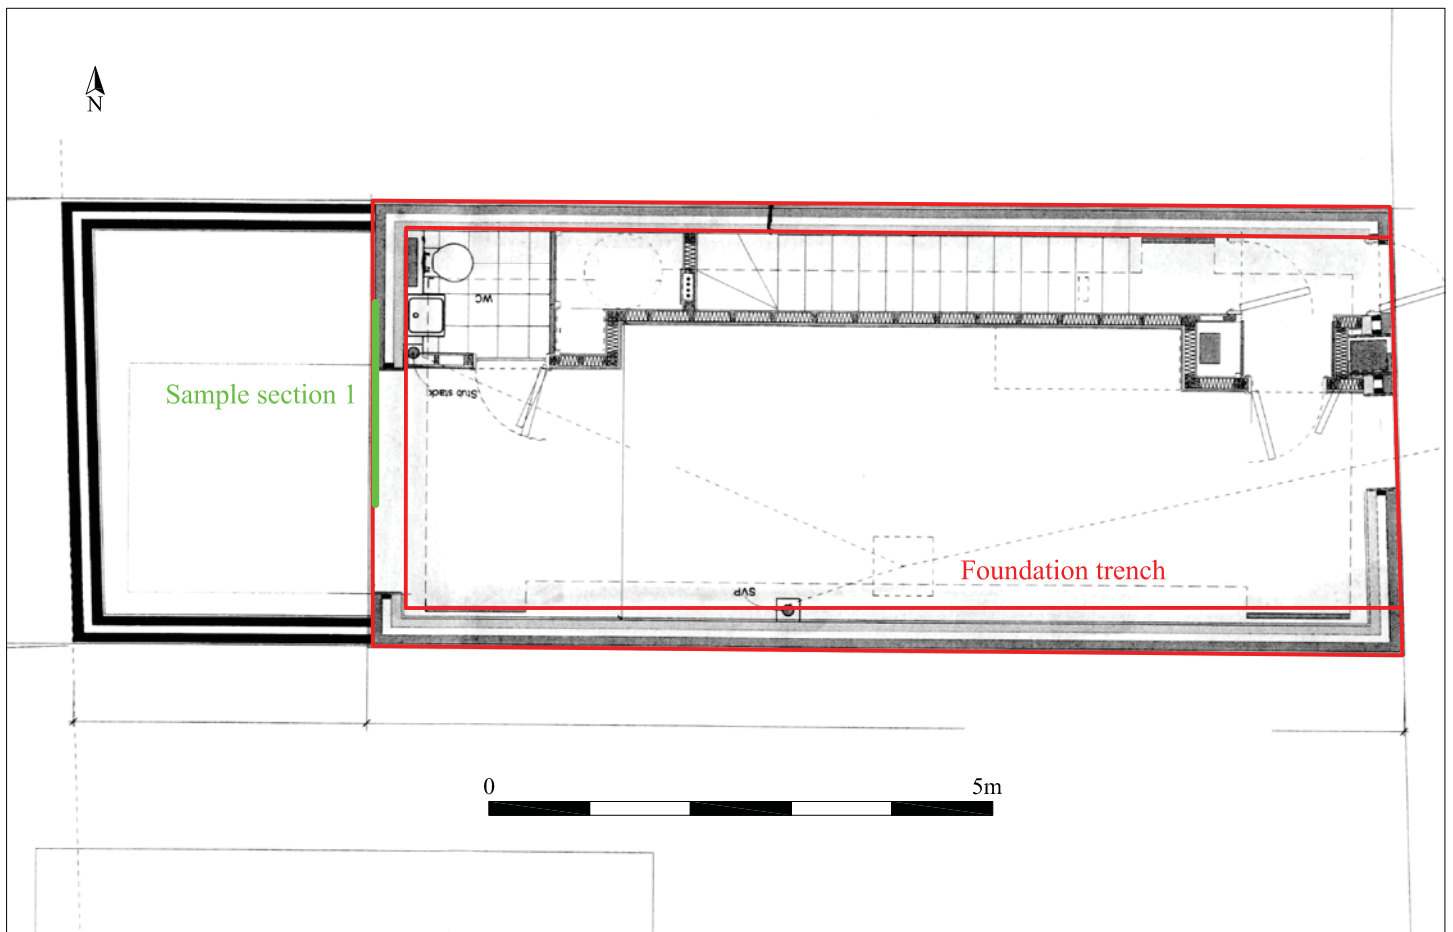 N
WC
Sample section 1
Stub stack
Foundation trench
SVP
0 5m